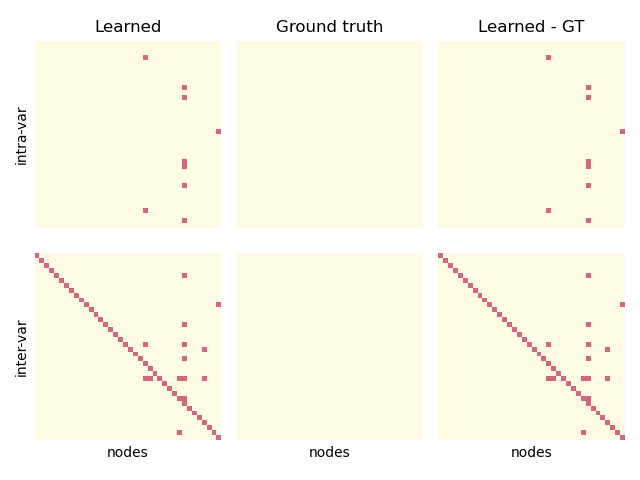 Learned
Ground truth
Learned - GT
intra-var
inter-var
nodes
nodes
nodes